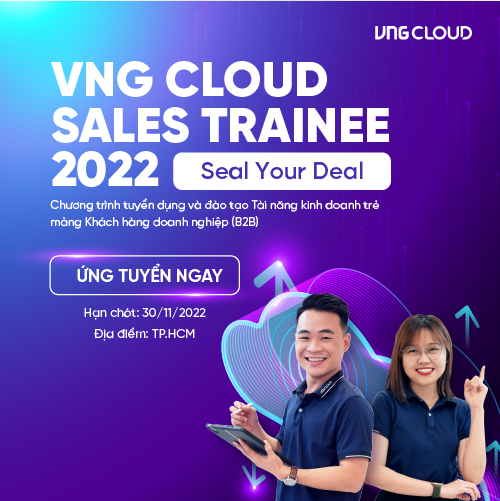 VNG CLOUD
VNG CLOUD
SALES TRAINEE
2022 Seal Your Deal
Chương trình tuyển dụng và đào tạo Tài năng kinh doanh trẻ
mảng Khách hàng doanh nghiệp (B2B)
ỨNG TUYỂN NGAY
Hạn chót: 30/11/2022
Địa điểm: TP.HCM